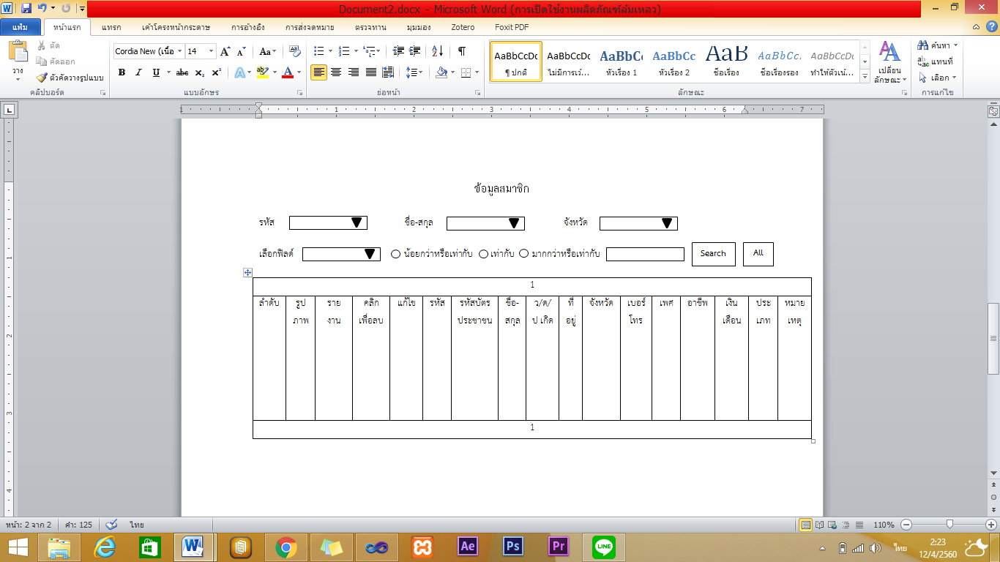 Document2.docx - Microsoft Word (การเปิดใช้งานผลิตภัณฑ์ล้มเหลว)
แฟ้ม หน้าแรก แทรก เค้าโครงหน้ากระดาษ การอ้างอิง การส่งจดหมาย ตรวจทาน มุมมอง Zotero Foxit PDF
วาง
ตัด
คัดลอก
ตัวคัดวางรูปแบบ
คลิปบอร์ด
Cordia New (เนื้อ 14
แบบอักษร
ย่อหน้า
AaBbCcDc AaBbCcDc AaBbCc AaBbCc AaB AaBbCcL AaBbCcDc
¶ ปกติ ไม่มีการเว้... หัวเรื่อง 1 หัวเรื่อง 2 ชื่อเรื่อง ชื่อเรื่องรอง ทำให้ตัวเน้...
ลักษณะ
เปลี่ยน
ลักษณะ
ค้นหา
แทนที่
เลือก
การแก้ไข
1 1 2 3 4 5 6 7
ข้อมูลสมาชิก
รหัส ชื่อ-สกุล จังหวัด
เลือกฟิลด์ น้อยกว่าหรือเท่ากับ เท่ากับ มากกว่าหรือเท่ากับ Search All
1
ลำดับ รูป ราย คลิก แก้ไข รหัส รหัสบัตร ชื่อ- ว/ด/ ที่ จังหวัด เบอร์ เพศ อาชีพ เงิน ประ หมาย
ภาพ งาน เพื่อลบ ประชาชน สกุล ป เกิด อยู่ โทร เดือน เภท เหตุ
1
1
2
3
4
หน้า: 2 จาก 2 คำ: 125 ไทย 110%
Ae Ps Pr LINE
ไทย
2:23
12/4/2560